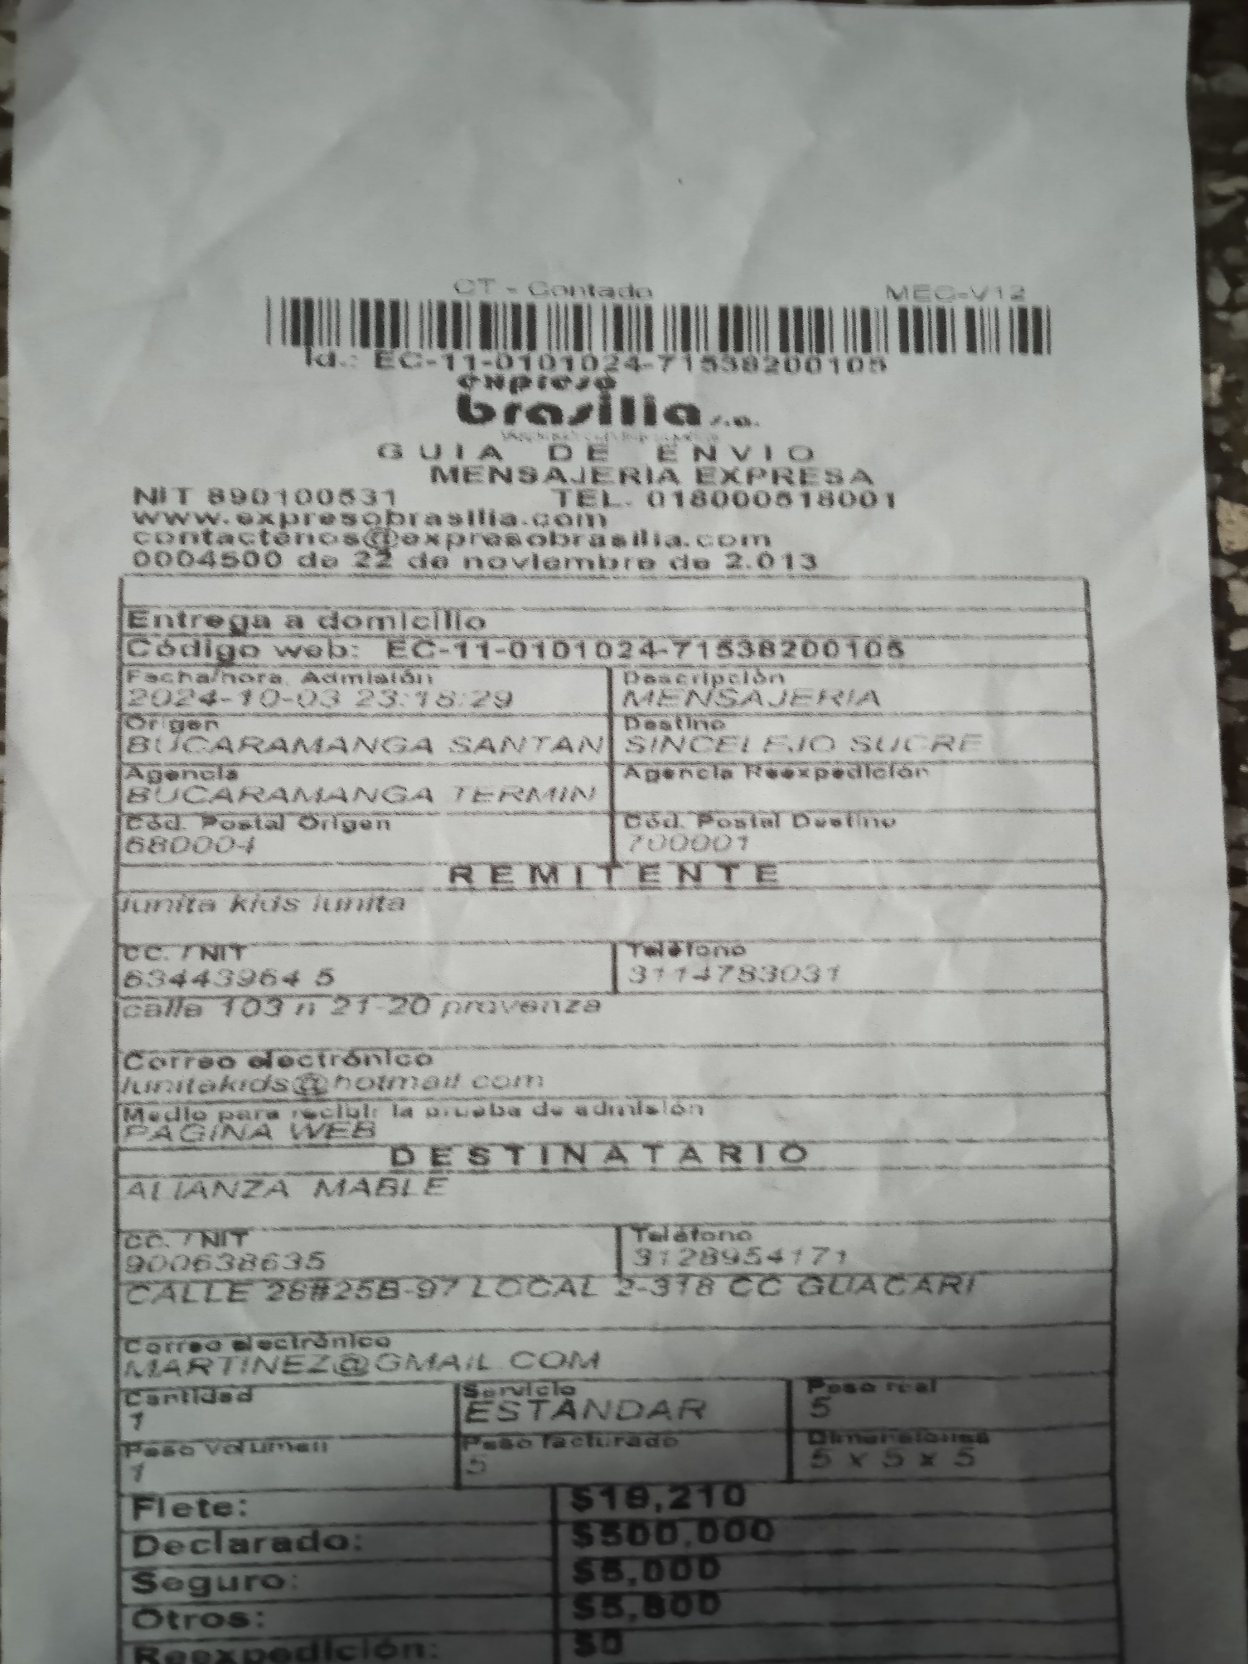 CT - Contado MEC-V12
Id.: EC-11-0101024-71538200105
expreso
brasilia s.a.
GUIA DE ENVIO
MENSAJERIA EXPRESA
NIT 890100531 TEL. 018000518001
www.expresobrasilia.com
contactenos@expresobrasilia.com
0004500 de 22 de noviembre de 2.013
Entrega a domicilio
Código web: EC-11-0101024-71538200105
Fecha/hora Admisión Descripción
2024-10-03 23:18:29 MENSAJERIA
Origen Destino
BUCARAMANGA SANTAN SINCELEJO SUCRE
Agencia Agencia Reexpedición
BUCARAMANGA TERMIN
Cód. Postal Origen Cód. Postal Destino
680004 700001
REMITENTE
lunita kids lunita
CC. / NIT Teléfono
63443964 5 3114783031
calle 103 n 21-20 provenza
Correo electrónico
lunitakids@hotmail.com
Medio para recibir la prueba de admisión
PAGINA WEB
DESTINATARIO
ALIANZA MABLE
CC. / NIT Teléfono
900638635 3128954171
CALLE 28#25B-97 LOCAL 2-318 CC GUACARI
Correo electrónico
MARTINEZ@GMAIL.COM
Cantidad Servicio Peso real
1 ESTANDAR 5
Peso Volumen Peso facturado Dimensiones
1 5 5 x 5 x 5
Flete: $19,210
Declarado: $500,000
Seguro: $5,000
Otros: $5,800
Reexpedición: $0